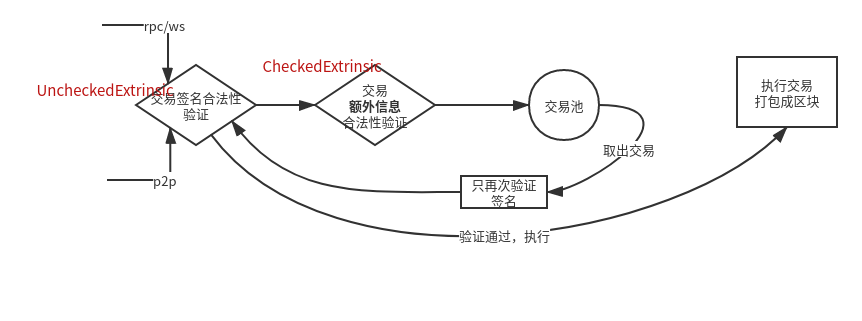 rpc/ws
UncheckedExtrinsic
交易签名合法性
验证
p2p
CheckedExtrinsic
交易
额外信息
合法性验证
交易池
取出交易
只再次验证
签名
验证通过，执行
执行交易
打包成区块